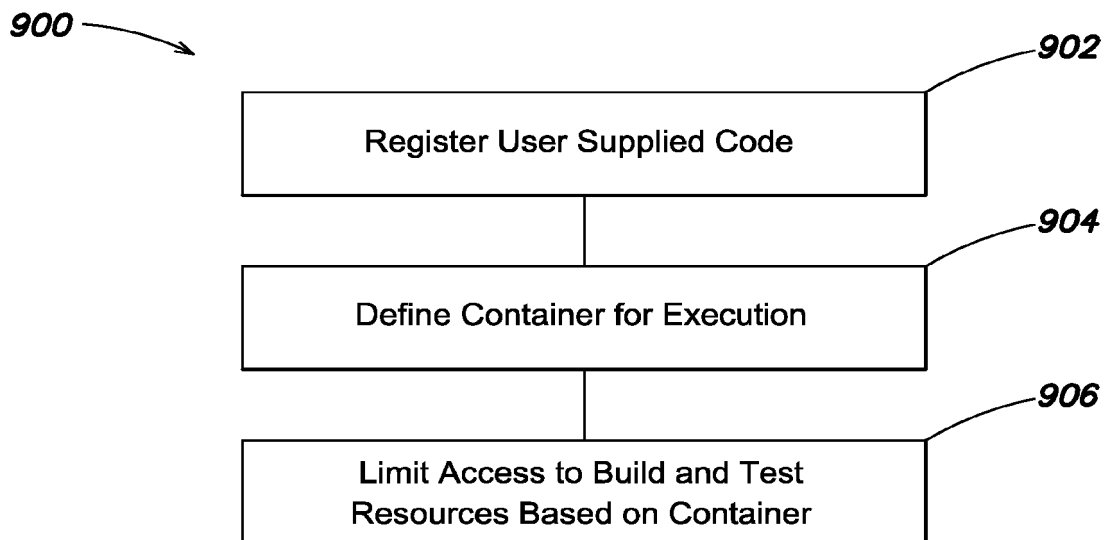 900
902
Register User Supplied Code
904
Define Container for Execution
906
Limit Access to Build and Test
Resources Based on Container